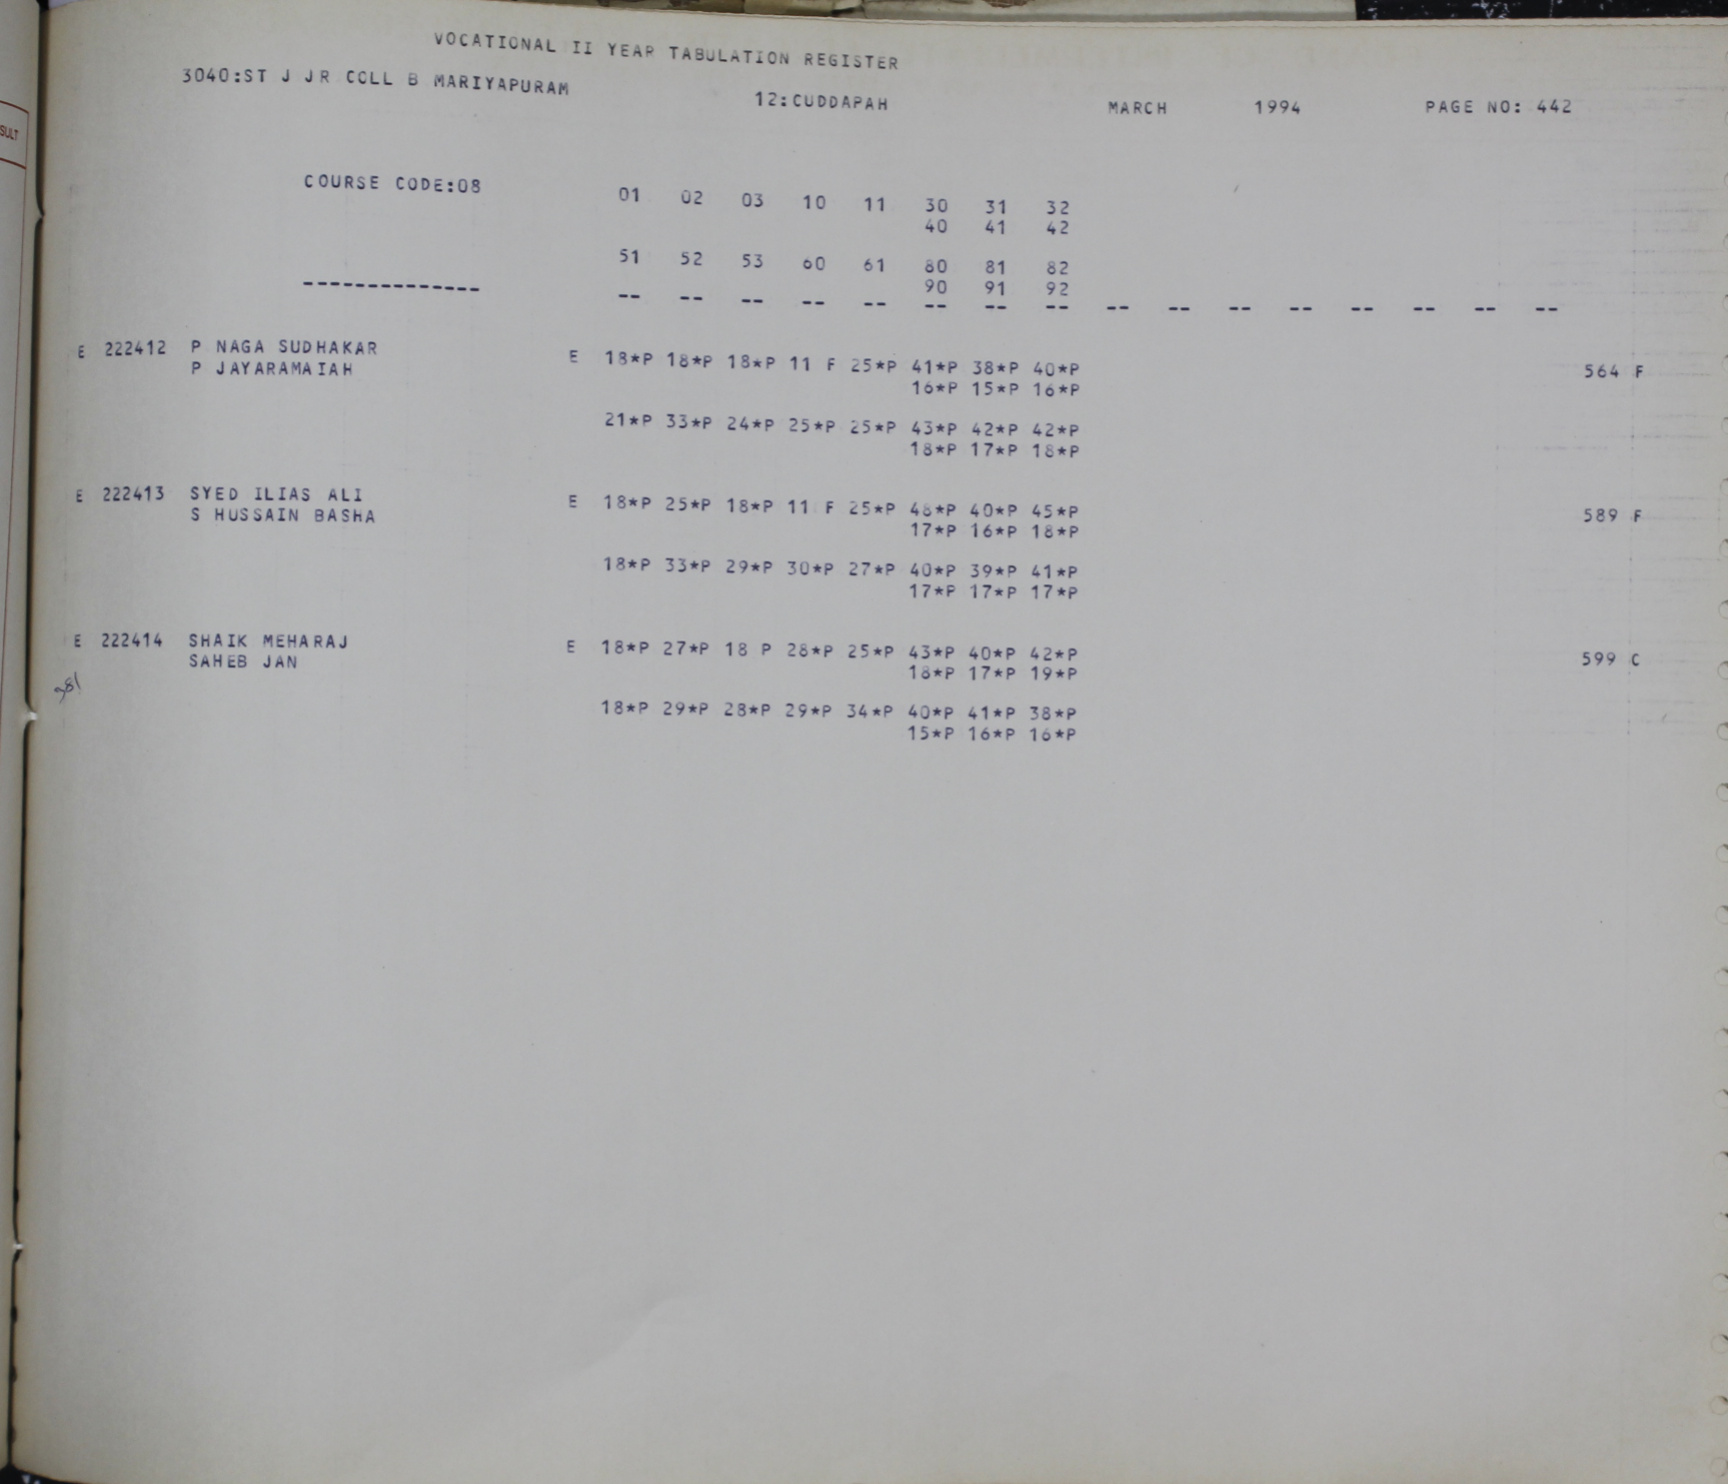 SULT
VOCATIONAL II YEAR TABULATION REGISTER
3040:ST J JR COLL B MARIYAPURAM 12:CUDDAPAH MARCH 1994 PAGE NO: 442
COURSE CODE:08 01 02 03 10 11 30 31 32
40 41 42
51 52 53 60 61 80 81 82
90 91 92
-------------- -- -- -- -- -- -- -- -- -- -- -- -- -- -- -- --
E 222412 P NAGA SUDHAKAR E 18*P 18*P 18*P 11 F 25*P 41*P 38*P 40*P 564 F
P JAYARAMAIAH 16*P 15*P 16*P
21*P 33*P 24*P 25*P 25*P 43*P 42*P 42*P
18*P 17*P 18*P
E 222413 SYED ILIAS ALI E 18*P 25*P 18*P 11 F 25*P 48*P 40*P 45*P 589 F
S HUSSAIN BASHA 17*P 16*P 18*P
18*P 33*P 29*P 30*P 27*P 40*P 39*P 41*P
17*P 17*P 17*P
E 222414 SHAIK MEHARAJ E 18*P 27*P 18 P 28*P 25*P 43*P 40*P 42*P 599 C
SAHEB JAN 18*P 17*P 19*P
18*P 29*P 28*P 29*P 34*P 40*P 41*P 38*P
15*P 16*P 16*P